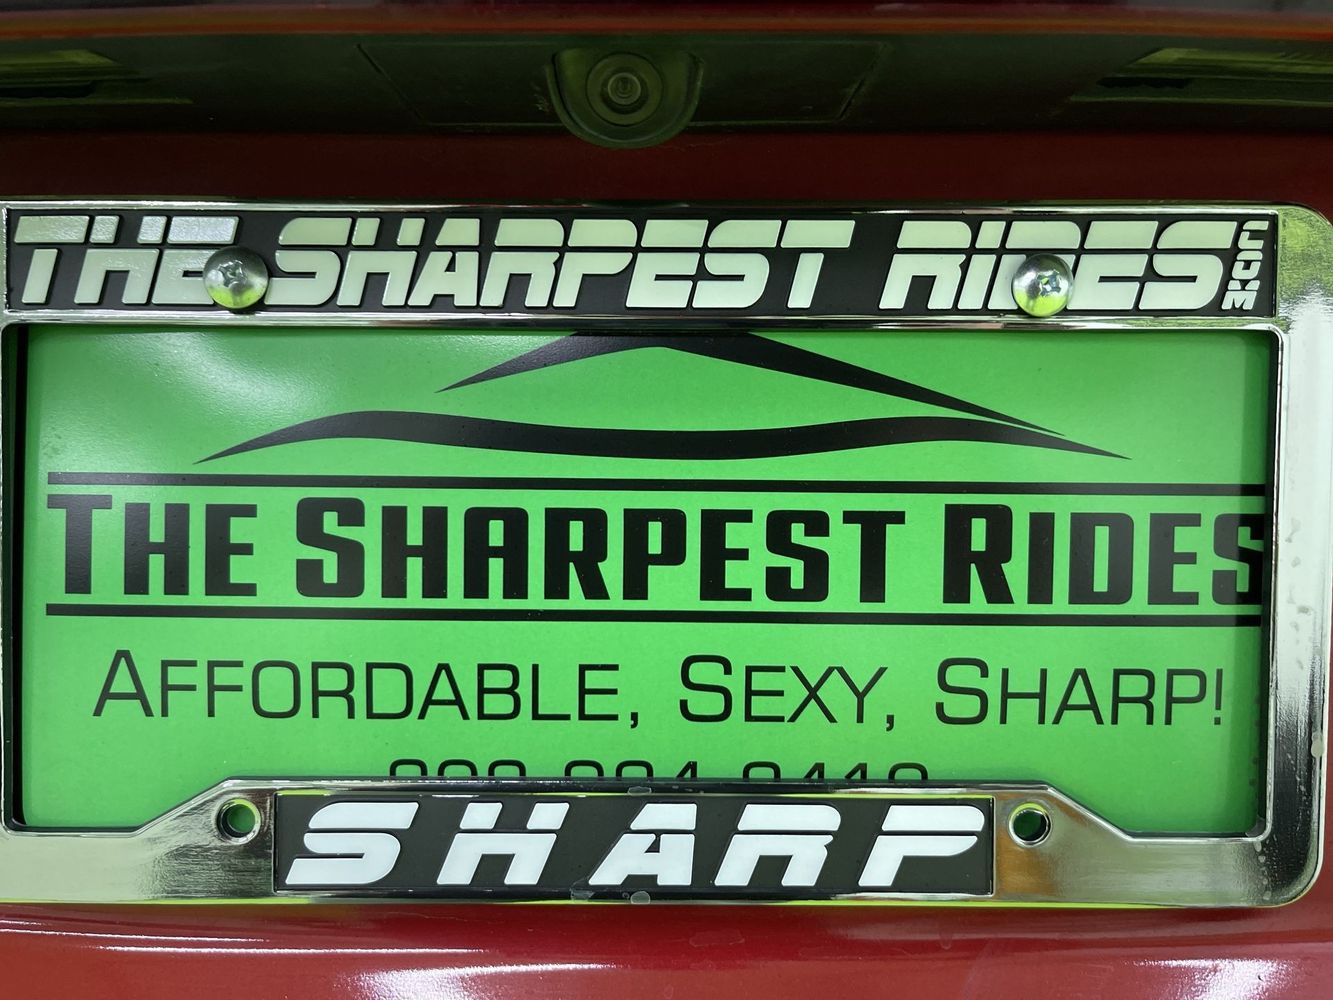 THE SHARPEST RIDES.com
THE SHARPEST RIDES
AFFORDABLE, SEXY, SHARP!
SHARP